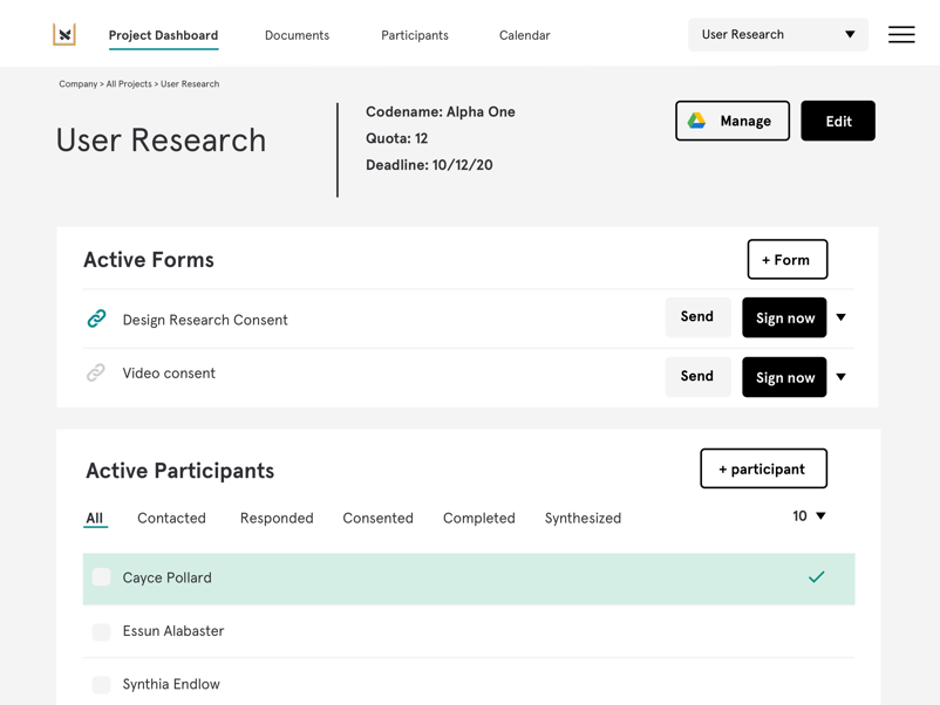 Project Dashboard Documents Participants Calendar User Research
Company > All Projects > User Research
User Research
Codename: Alpha One
Quota: 12
Deadline: 10/12/20
Manage
Edit
Active Forms
+ Form
Design Research Consent
Send
Sign now
Video consent
Send
Sign now
Active Participants
+ participant
All Contacted Responded Consented Completed Synthesized 10
Cayce Pollard
Essun Alabaster
Synthia Endlow